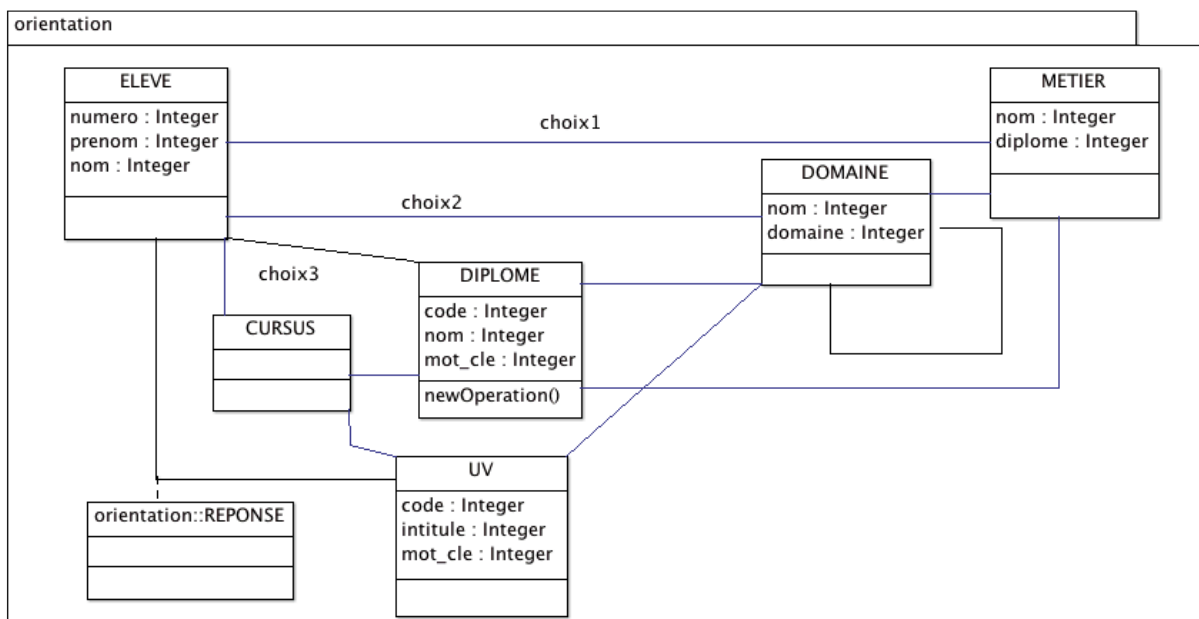 orientation
ELEVE
numero : Integer
prenom : Integer
nom : Integer
choix1
METIER
nom : Integer
diplome : Integer
choix2
DOMAINE
nom : Integer
domaine : Integer
choix3
DIPLOME
code : Integer
nom : Integer
mot_cle : Integer
newOperation()
CURSUS
UV
code : Integer
intitule : Integer
mot_cle : Integer
orientation::REPONSE